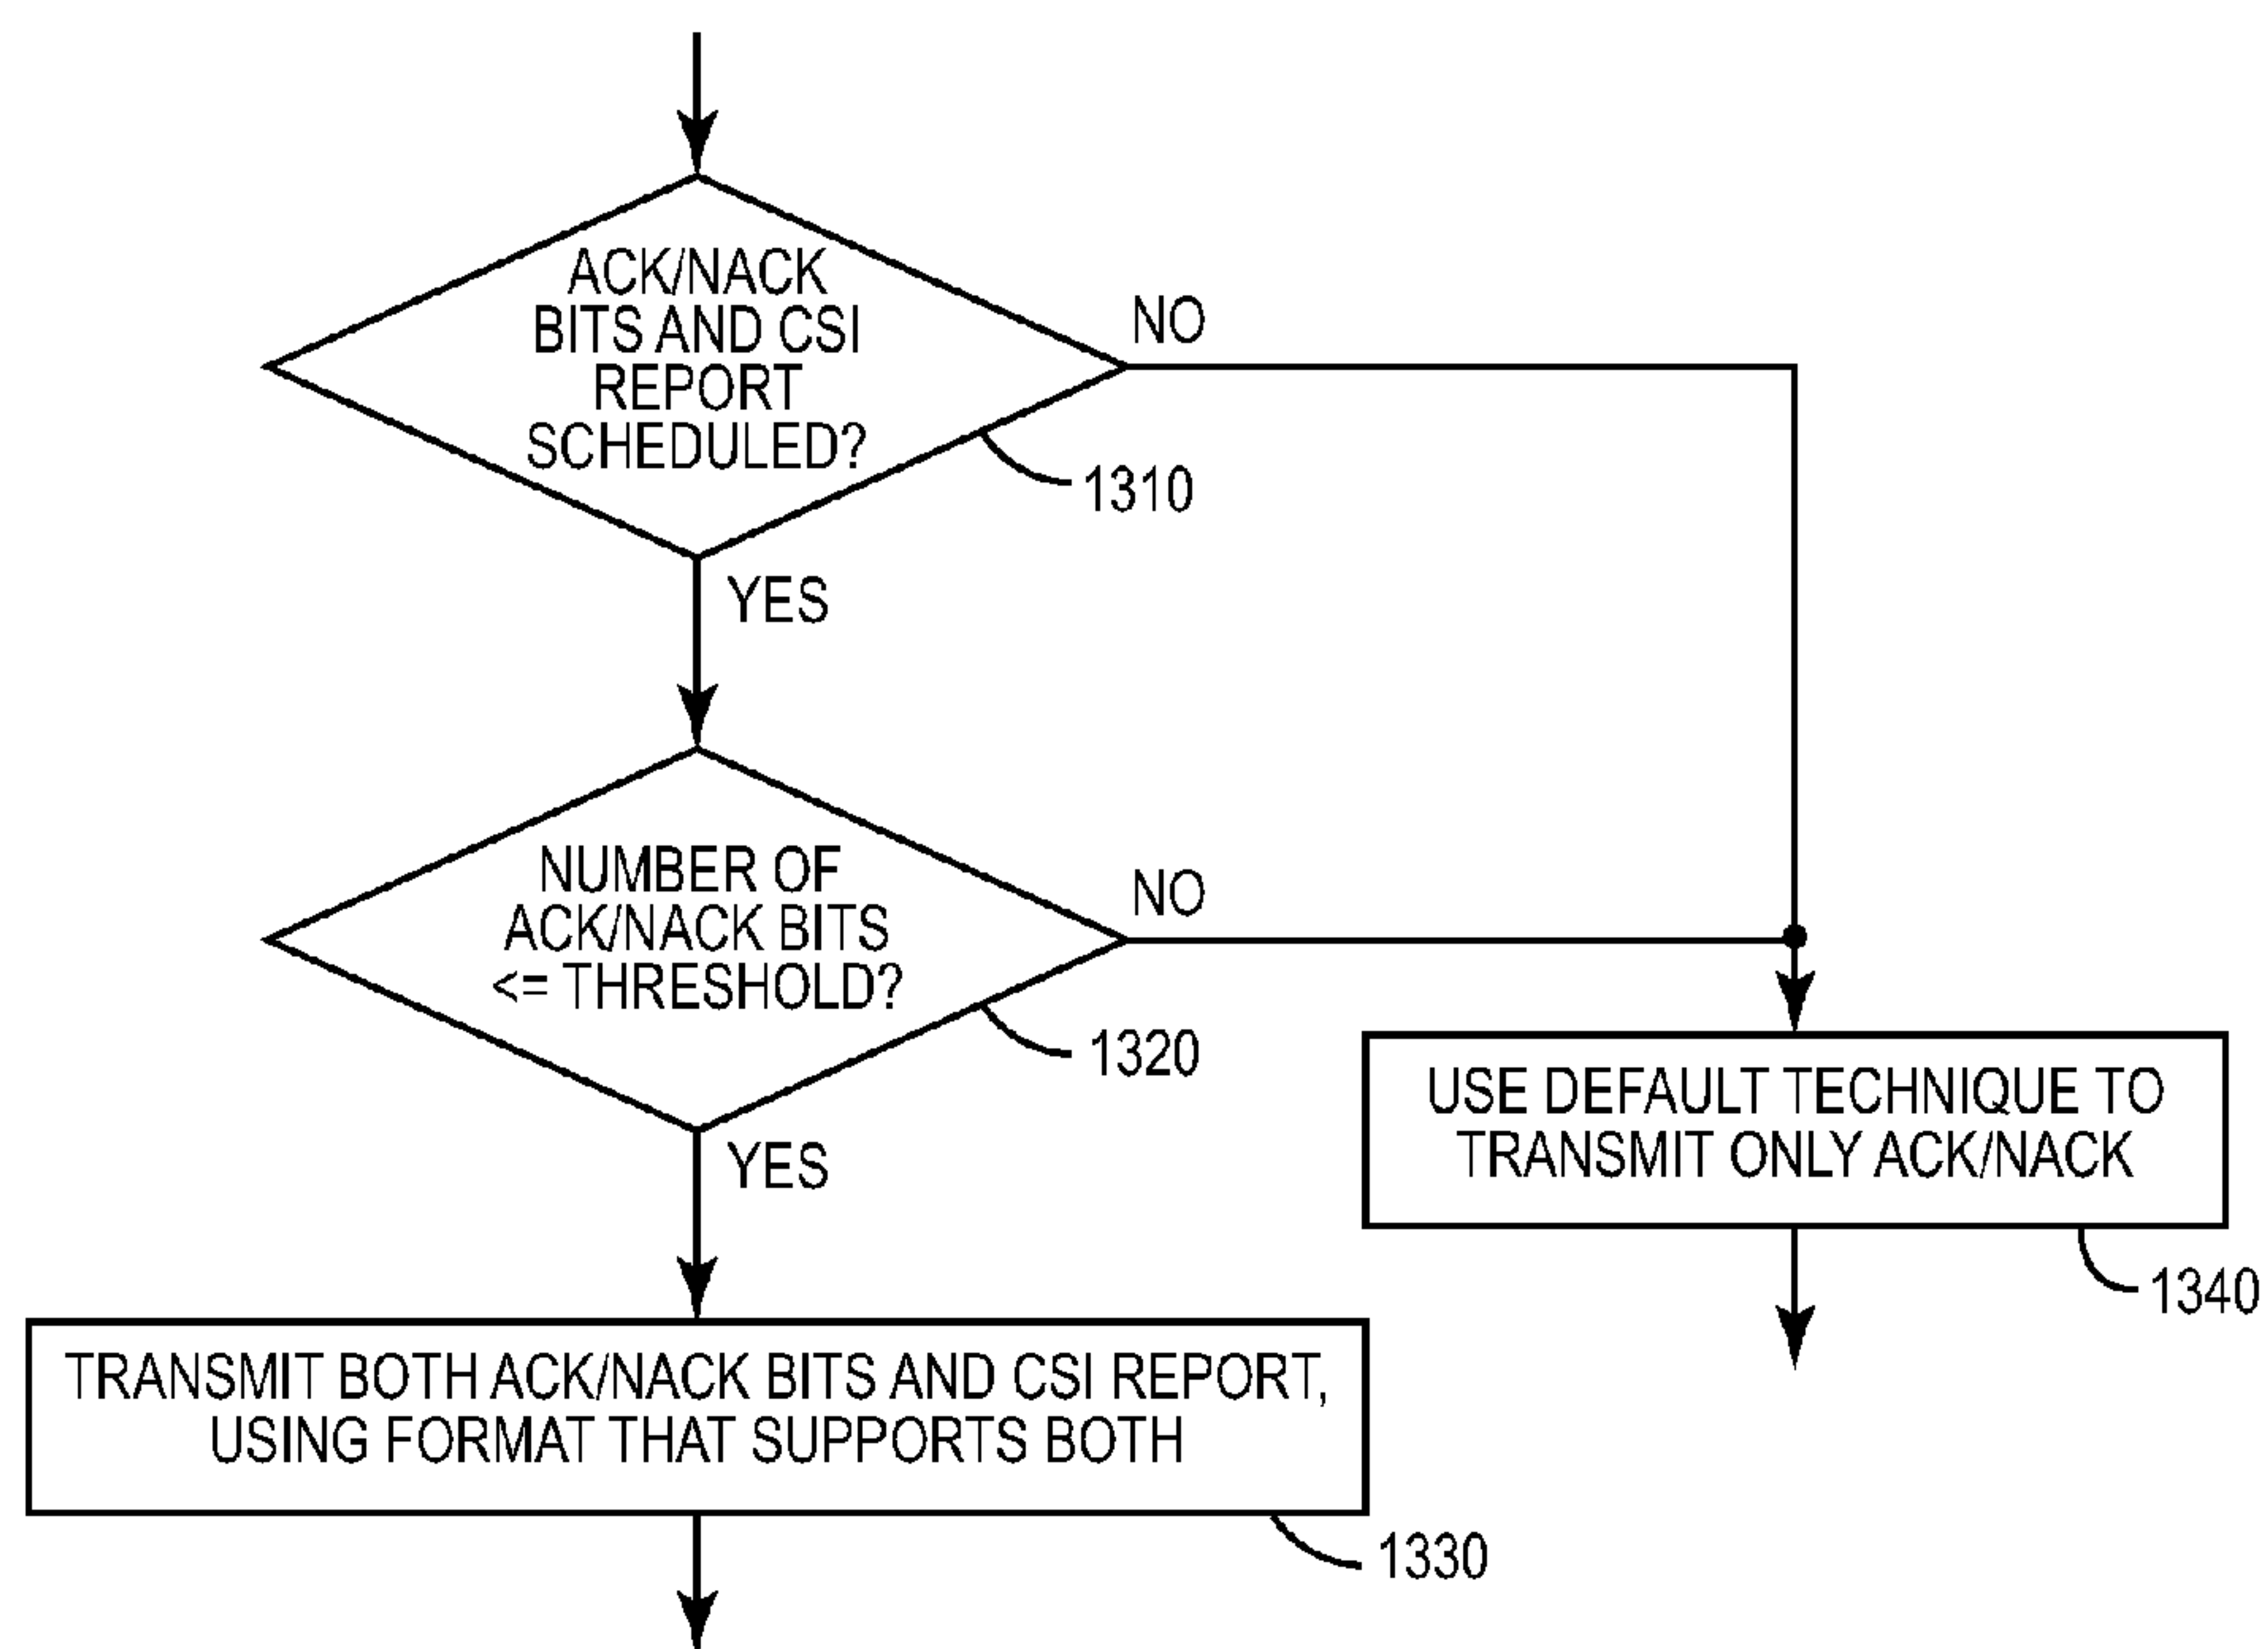 ACK/NACK
BITS AND CSI
REPORT
SCHEDULED?
NO
1310
YES
NUMBER OF
ACK/NACK BITS
<= THRESHOLD?
NO
1320
YES
USE DEFAULT TECHNIQUE TO
TRANSMIT ONLY ACK/NACK
1340
TRANSMIT BOTH ACK/NACK BITS AND CSI REPORT,
USING FORMAT THAT SUPPORTS BOTH
1330